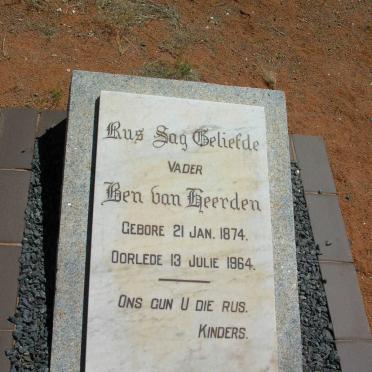 Rus Sag Geliefde
VADER
Ben van Heerden
GEBORE 21 JAN. 1874.
OORLEDE 13 JULIE 1964.
ONS GUN U DIE RUS.
KINDERS.